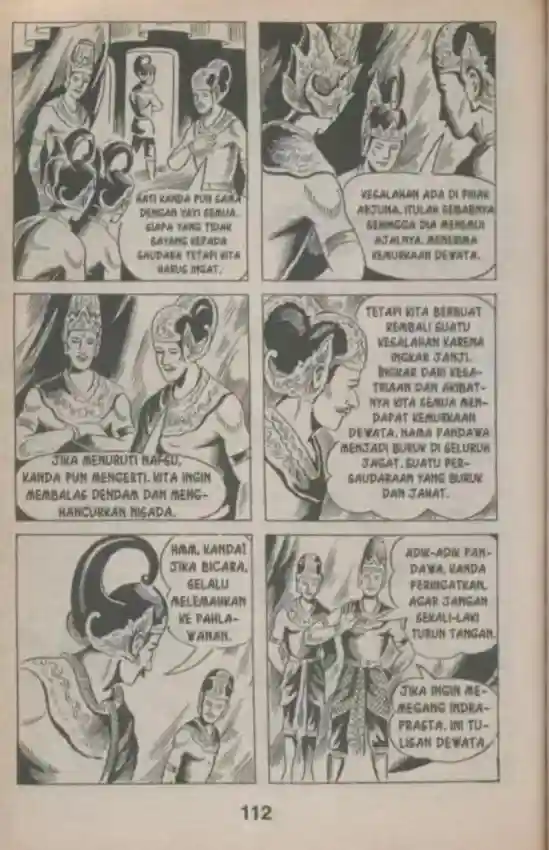 HATI KANDA PUN SAMA
DENGAN YAYI SEMUA.
SIAPA YANG TIDAK
SAYANG KEPADA
SAUDARA TETAPI KITA
HARUS INGAT.
KESALAHAN ADA DI PIHAK
ARJUNA. ITULAH SEBABNYA
SEHINGGA DIA MENEMUI
AJALNYA. MENERIMA
KEMURKAAN DEWATA.
JIKA MENURUTI NAFSU,
KANDA PUN MENGERTI. KITA INGIN
MEMBALAS DENDAM DAN MENG-
HANCURKAN NISADA.
TETAPI KITA BERBUAT
KEMBALI SUATU
KESALAHAN KARENA
INGKAR JANJI.
INGKAR DARI KESA-
TRIAAN DAN AKIBAT-
NYA KITA SEMUA MEN-
DAPAT KEMURKAAN
DEWATA. NAMA PANDAWA
MENJADI BURUK DI SELURUH
JAGAT. SUATU PER-
SAUDARAAN YANG BURUK
DAN JAHAT.
HMM, KANDA!
JIKA BICARA,
SELALU
MELEMAHKAN
KE PAHLA-
WANAN.
ADIK-ADIK PAN-
DAWA, KANDA
PERINGATKAN,
AGAR JANGAN
SEKALI-LAKI
TURUN TANGAN.
JIKA INGIN ME-
MEGANG INDRA-
PRASTA. INI TU-
LISAN DEWATA.
112